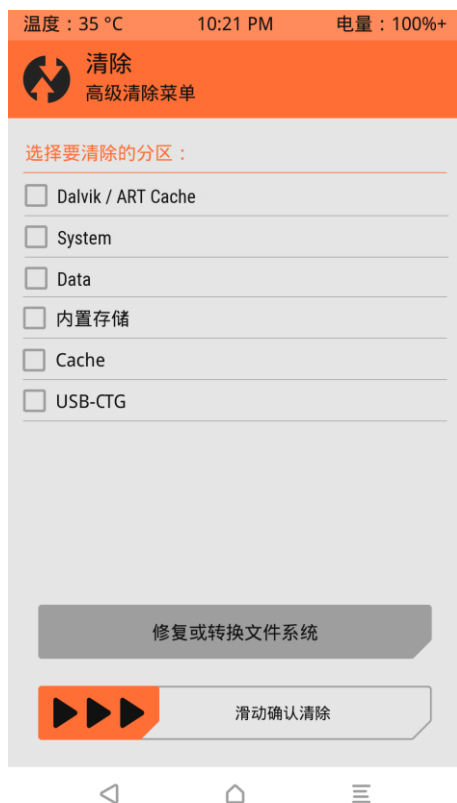 温度：35 °C 10:21 PM 电量：100%+
清除
高级清除菜单
选择要清除的分区：
Dalvik / ART Cache
System
Data
内置存储
Cache
USB-CTG
修复或转换文件系统
滑动确认清除